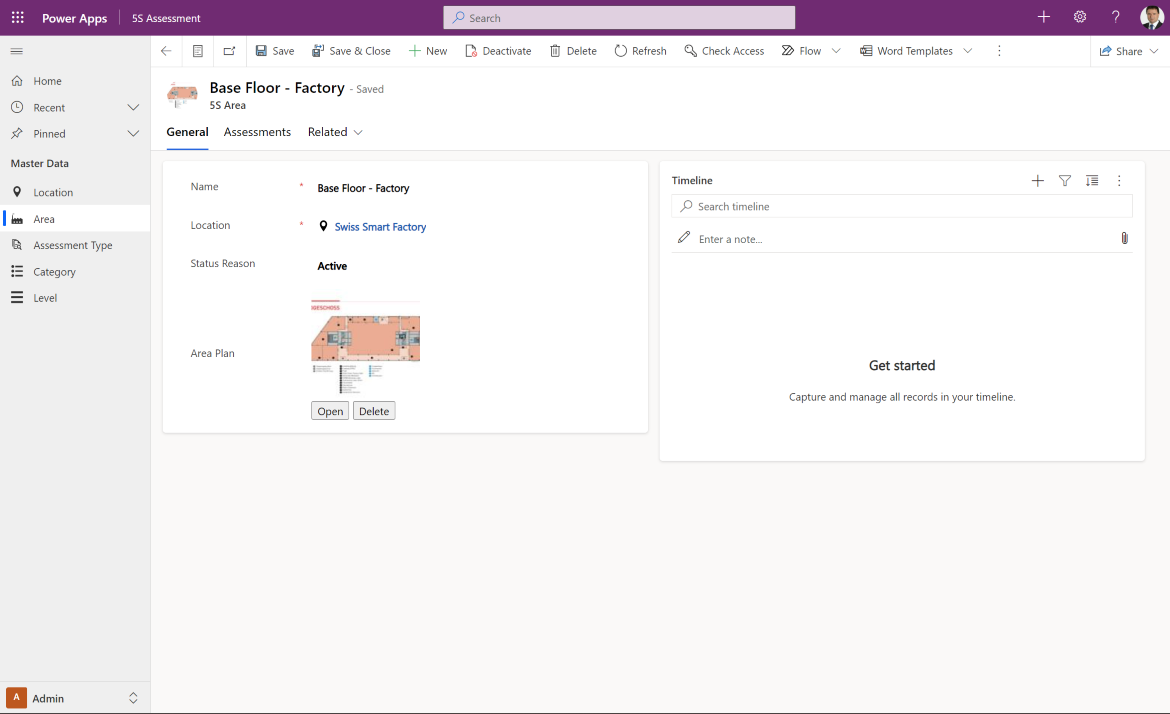 Power Apps
5S Assessment
Search
Save
Save & Close
New
Deactivate
Delete
Refresh
Check Access
Flow
Word Templates
Share
Home
Recent
Pinned
Master Data
Location
Area
Assessment Type
Category
Level
A
Admin
Base Floor - Factory - Saved
5S Area
General
Assessments
Related
Name *
Base Floor - Factory
Location *
Swiss Smart Factory
Status Reason
Active
Area Plan
Open
Delete
Timeline
Search timeline
Enter a note...
Get started
Capture and manage all records in your timeline.